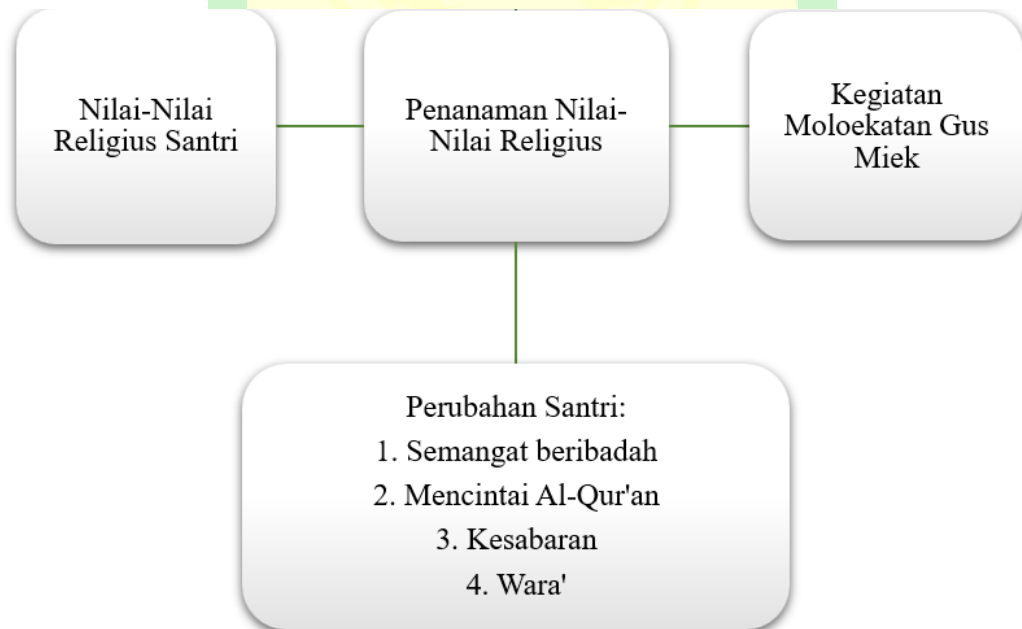 Nilai-Nilai
Religius Santri
Penanaman Nilai-
Nilai Religius
Kegiatan
Moloekatan Gus
Miek
Perubahan Santri:
1. Semangat beribadah
2. Mencintai Al-Qur'an
3. Kesabaran
4. Wara'